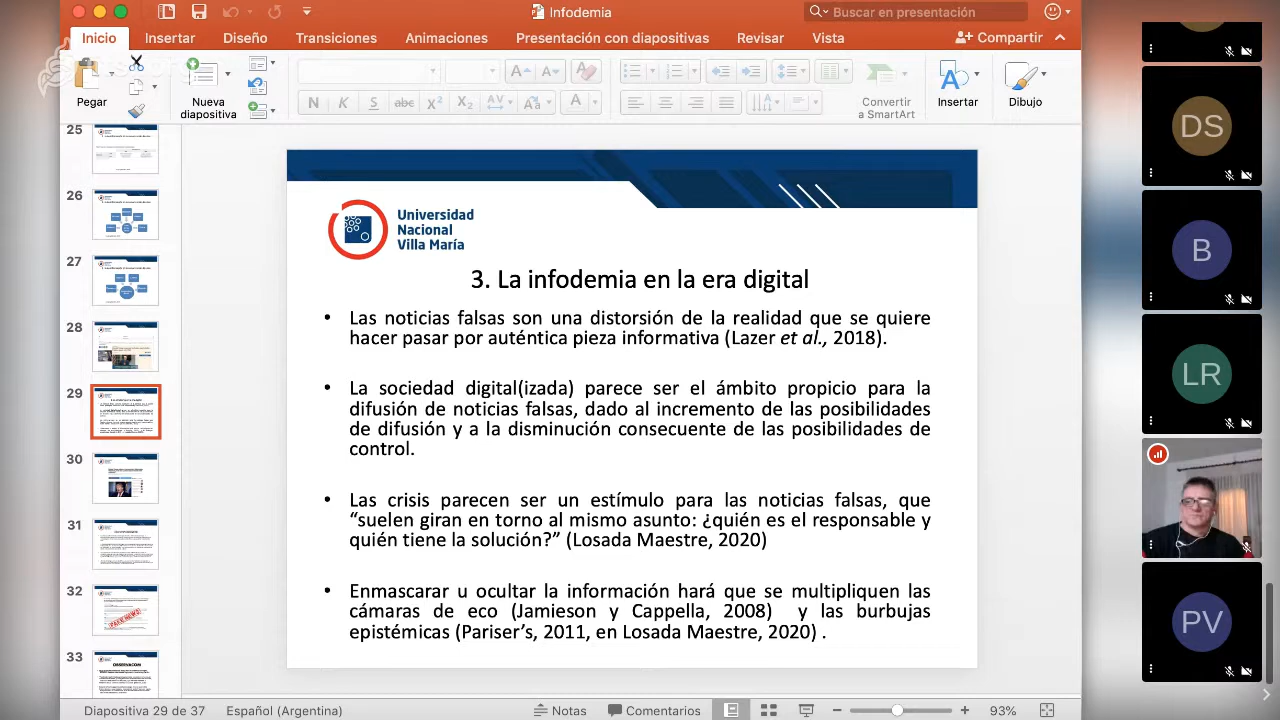 Infodemia
Buscar en presentación
Inicio
Insertar
Diseño
Transiciones
Animaciones
Presentación con diapositivas
Revisar
Vista
Compartir
Pegar
Nueva
diapositiva
N K S abc X² X₂ AV Aa A
Convertir
a SmartArt
Insertar
Dibujo
25
26
27
28
29
30
31
32
33
Universidad
Nacional
Villa María
3. La infodemia en la era digital
• Las noticias falsas son una distorsión de la realidad que se quiere
hacer pasar por auténtica pieza informativa (Lazer et al., 2018).
• La sociedad digital(izada) parece ser el ámbito propicio para la
difusión de noticias falsas, dado al incremento de las posibilidades
de difusión y a la disminución consecuente de las posibilidades de
control.
• Las crisis parecen ser un estímulo para las noticias falsas, que
“suelen giran en torno al mismo asunto: ¿quién es el responsable y
quién tiene la solución?” (Losada Maestre, 2020)
• Enmascarar u ocultar la información hará que se multipliquen las
cámaras de eco (Jamieson y Cappella, 2008) y las burbujas
epistémicas (Pariser’s, 2011, en Losada Maestre, 2020) .
DS
B
LR
PV
Diapositiva 29 de 37
Español (Argentina)
Notas
Comentarios
93%